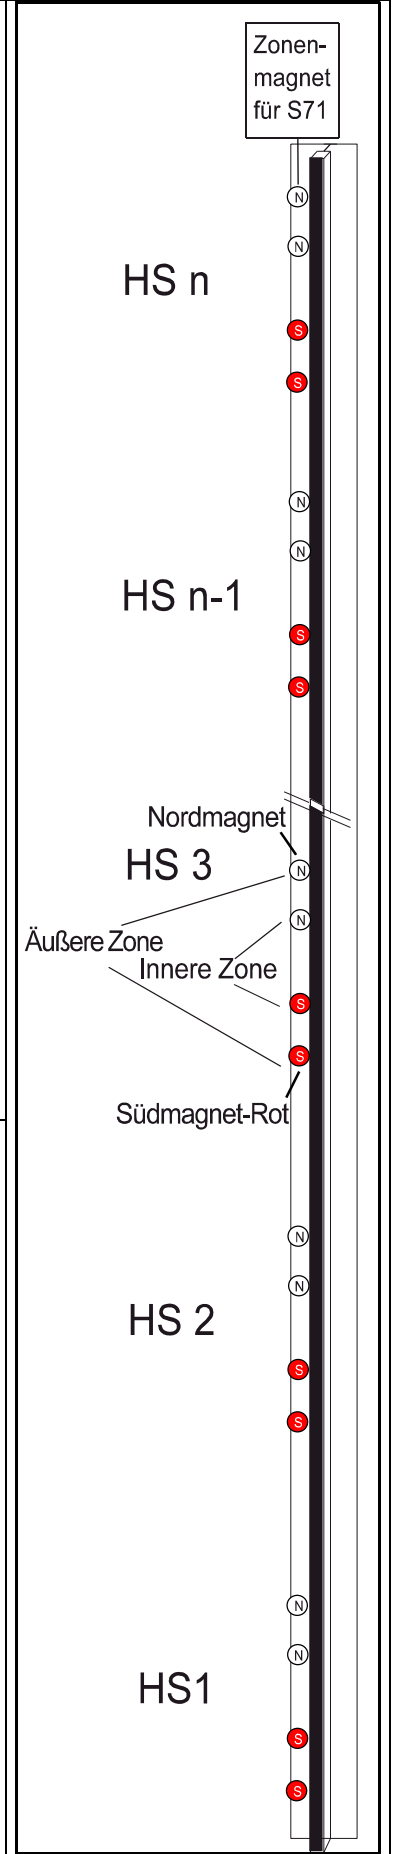 Zonen-
magnet
für S71
N
N
HS n
S
S
N
N
HS n-1
S
S
Nordmagnet
HS 3
N
N
Äußere Zone
Innere Zone
S
S
Südmagnet-Rot
N
N
HS 2
S
S
N
N
HS1
S
S